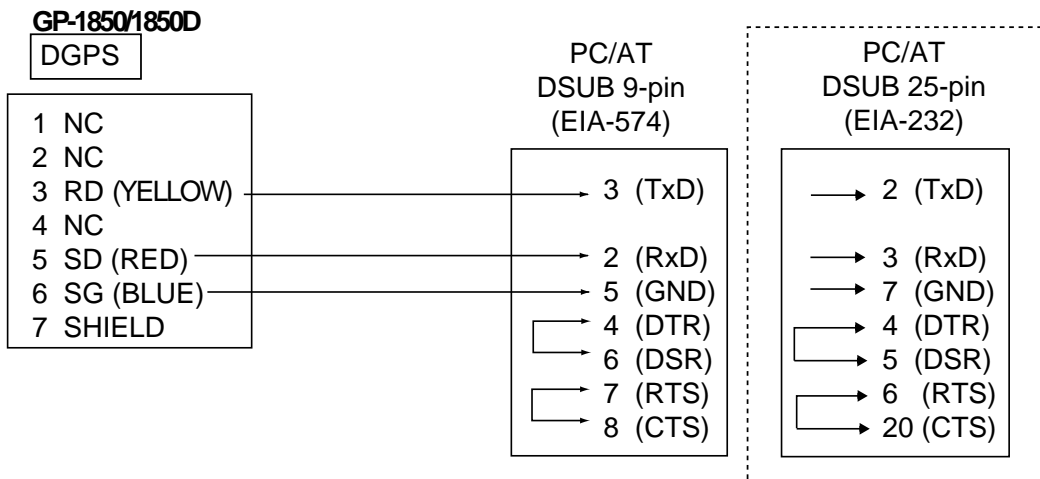 GP-1850/1850D
DGPS
1 NC
2 NC
3 RD (YELLOW)
4 NC
5 SD (RED)
6 SG (BLUE)
7 SHIELD
PC/AT
DSUB 9-pin
(EIA-574)
3 (TxD)
2 (RxD)
5 (GND)
4 (DTR)
6 (DSR)
7 (RTS)
8 (CTS)
PC/AT
DSUB 25-pin
(EIA-232)
2 (TxD)
3 (RxD)
7 (GND)
4 (DTR)
5 (DSR)
6 (RTS)
20 (CTS)